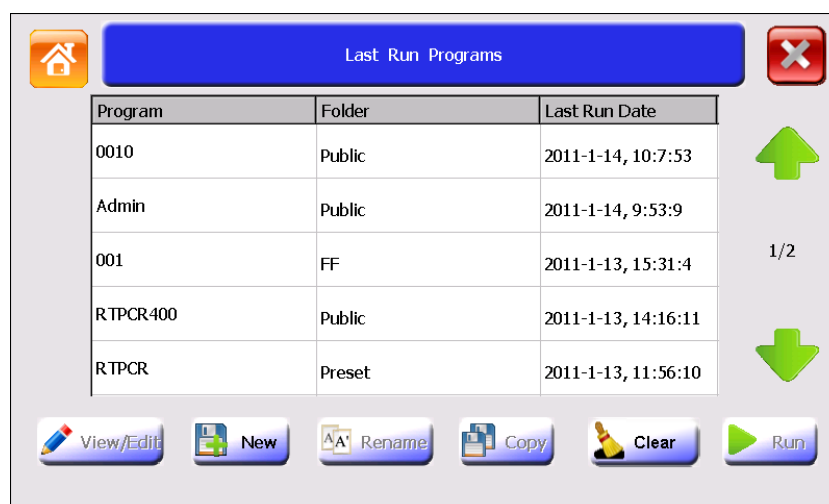 Last Run Programs
Program Folder Last Run Date
0010 Public 2011-1-14, 10:7:53
Admin Public 2011-1-14, 9:53:9
001 FF 2011-1-13, 15:31:4
1/2
RTPCR400 Public 2011-1-13, 14:16:11
RTPCR Preset 2011-1-13, 11:56:10
View/Edit New AA' Rename Copy Clear Run